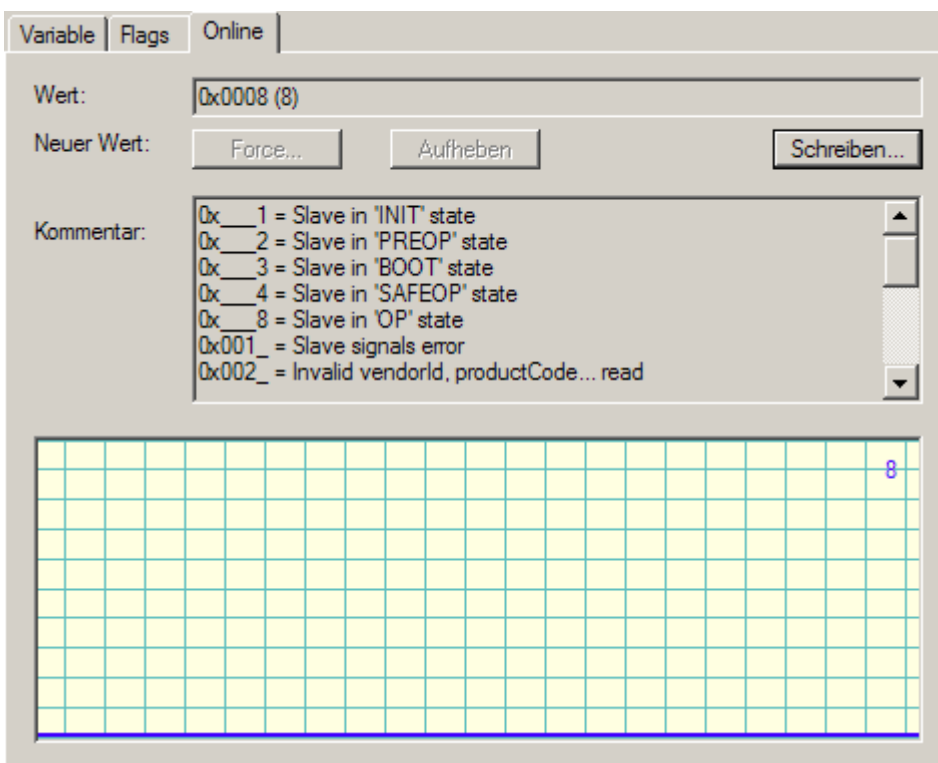 Variable Flags Online
Wert: 0x0008 (8)
Neuer Wert: Force... Aufheben Schreiben...
Kommentar:
0x___1 = Slave in 'INIT' state
0x___2 = Slave in 'PREOP' state
0x___3 = Slave in 'BOOT' state
0x___4 = Slave in 'SAFEOP' state
0x___8 = Slave in 'OP' state
0x001_ = Slave signals error
0x002_ = Invalid vendorId, productCode... read
8